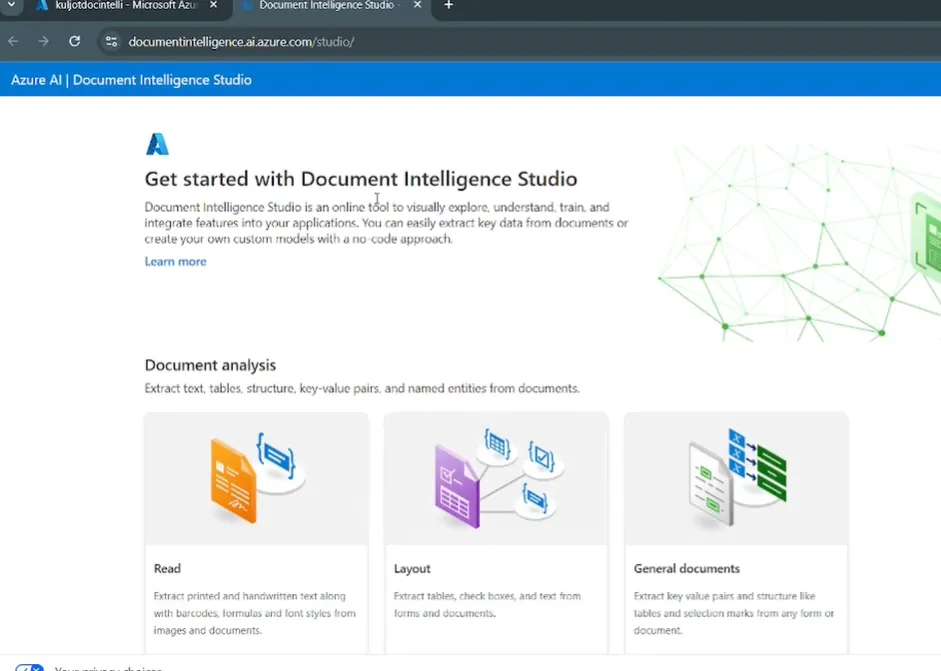 kuljotdocintelli - Microsoft Azu
Document Intelligence Studio -
documentintelligence.ai.azure.com/studio/
Azure AI | Document Intelligence Studio
Get started with Document Intelligence Studio
Document Intelligence Studio is an online tool to visually explore, understand, train, and
integrate features into your applications. You can easily extract key data from documents or
create your own custom models with a no-code approach.
Learn more
Document analysis
Extract text, tables, structure, key-value pairs, and named entities from documents.
Read
Extract printed and handwritten text along
with barcodes, formulas and font styles from
images and documents.
Layout
Extract tables, check boxes, and text from
forms and documents.
General documents
Extract key value pairs and structure like
tables and selection marks from any form or
document.
Your privacy choices